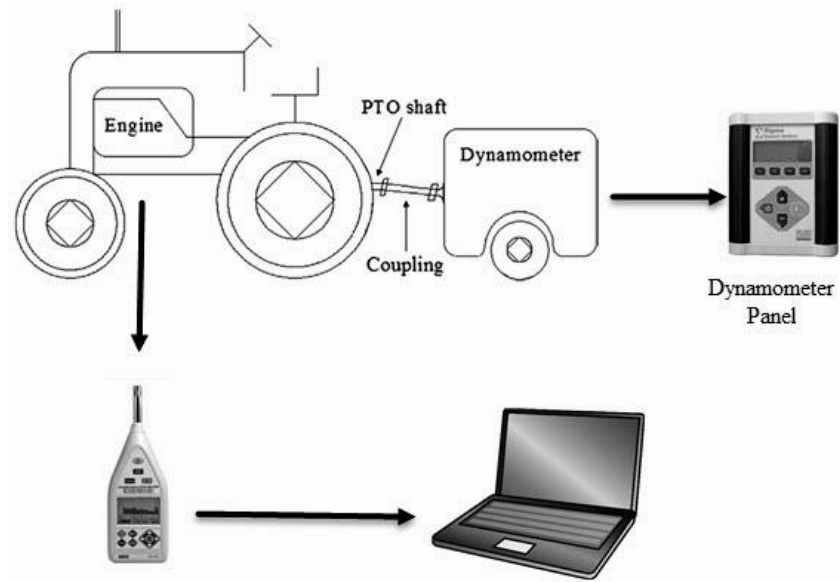 Engine
PTO shaft
Dynamometer
Coupling
Dynamometer
Panel